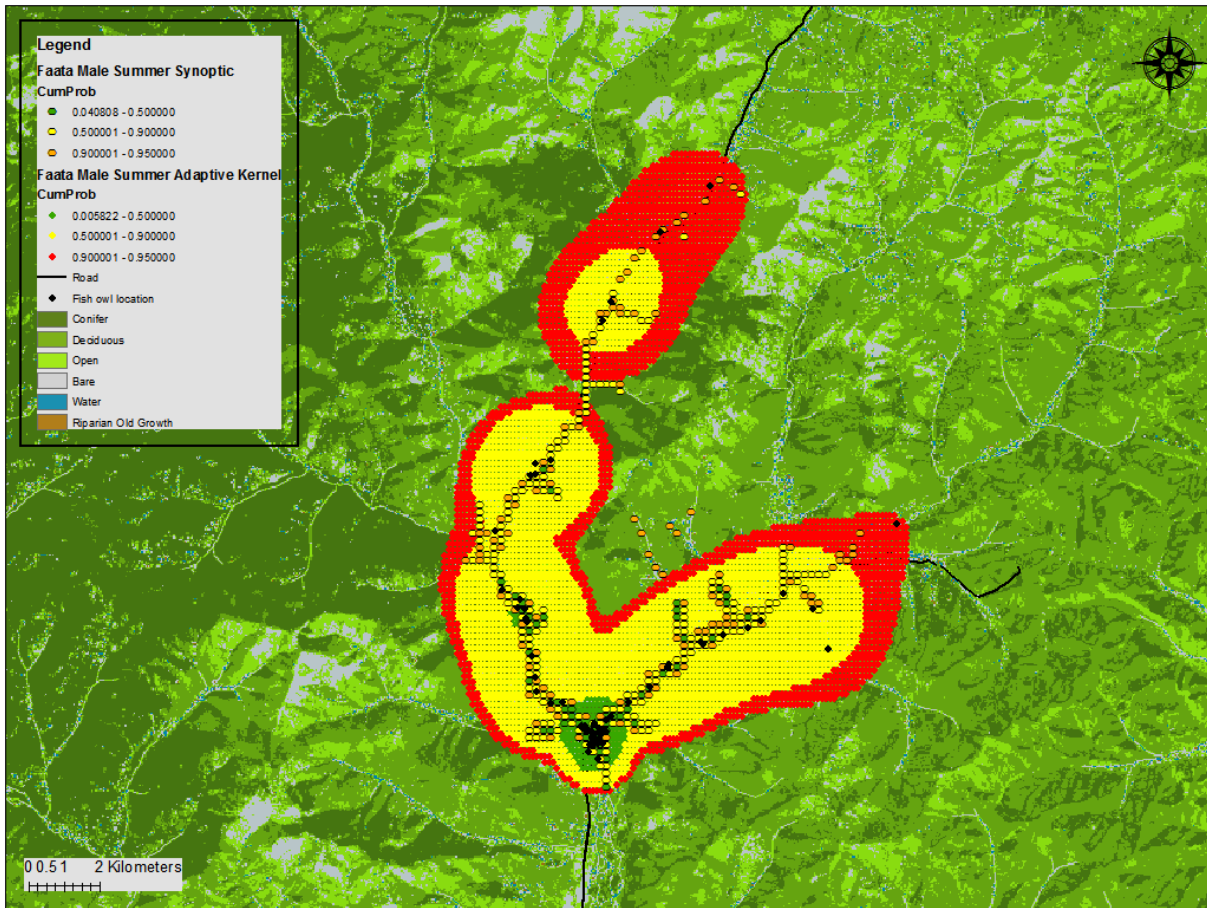 Legend
Faata Male Summer Synoptic
CumProb
0.040808 - 0.500000
0.500001 - 0.900000
0.900001 - 0.950000
Faata Male Summer Adaptive Kernel
CumProb
0.005822 - 0.500000
0.500001 - 0.900000
0.900001 - 0.950000
Road
Fish owl location
Conifer
Deciduous
Open
Bare
Water
Riparian Old Growth
0 0.5 1 2 Kilometers